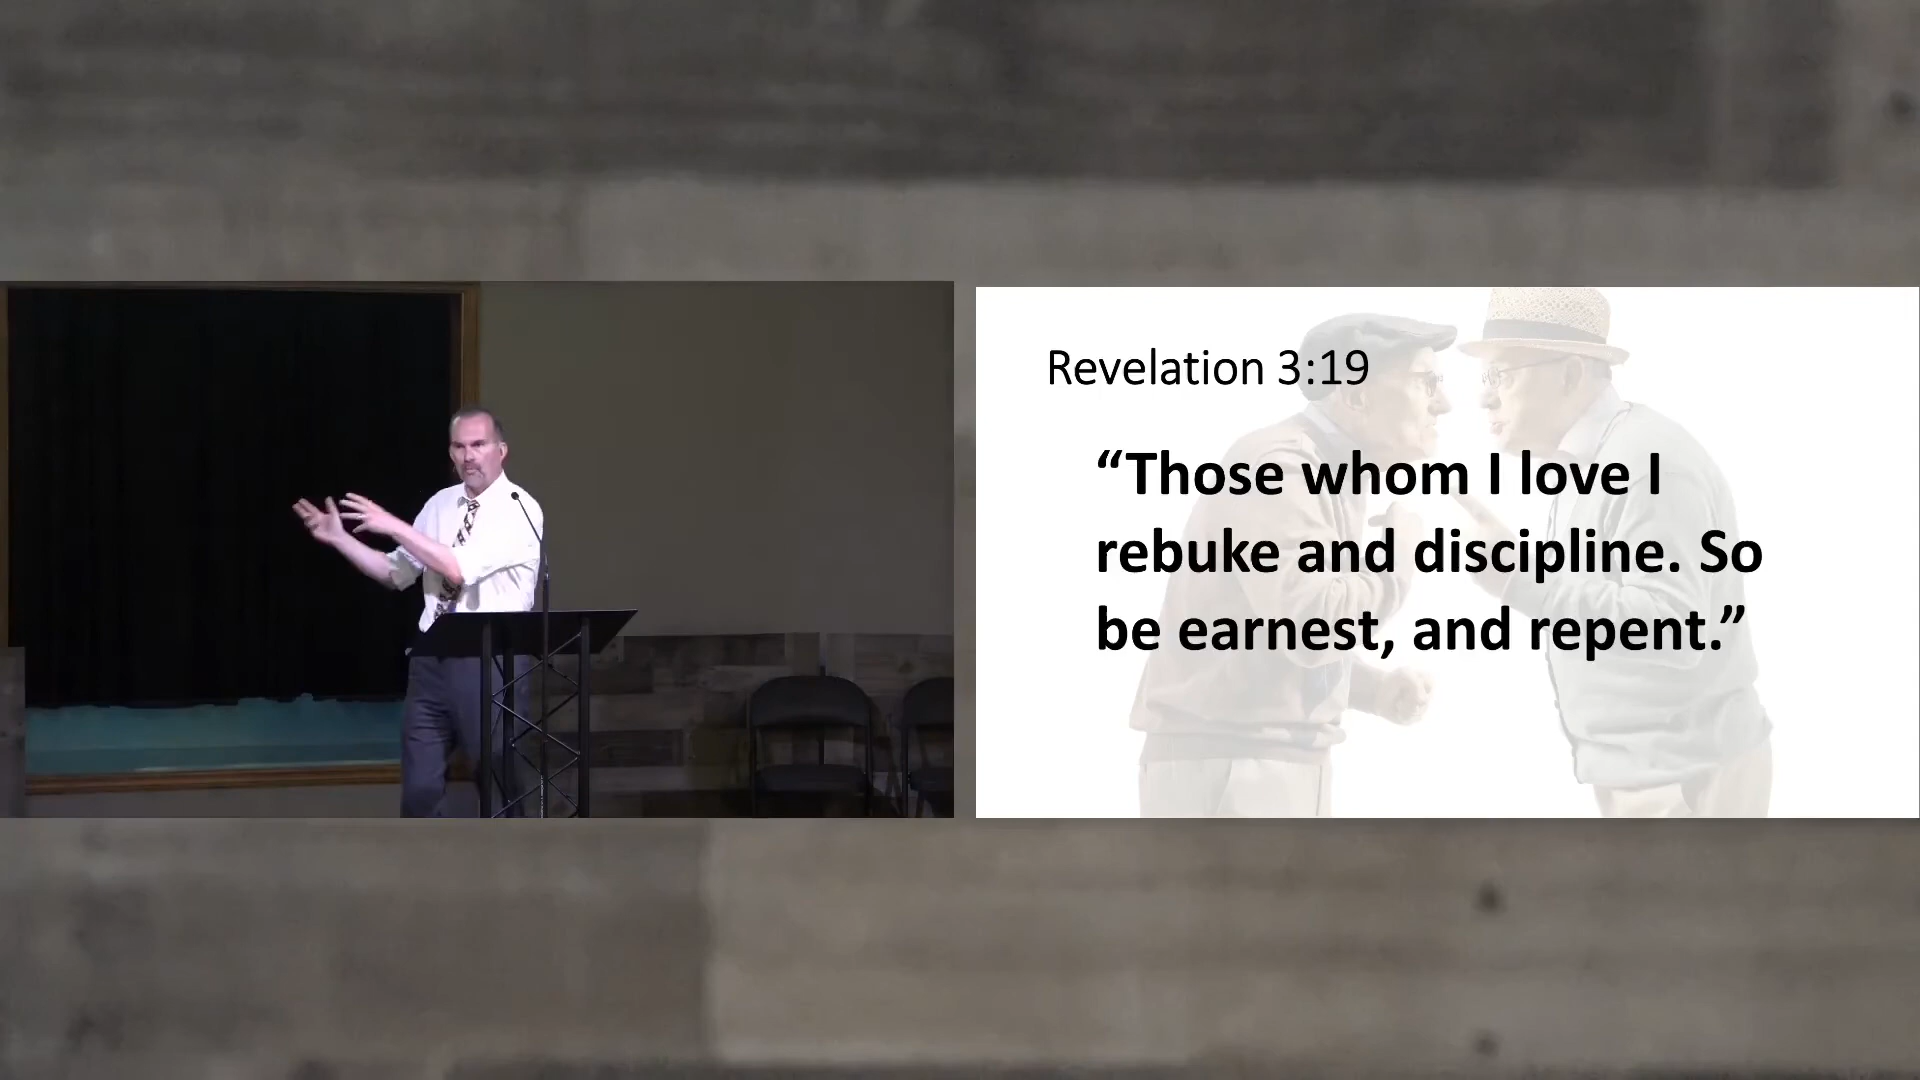 Revelation 3:19
“Those whom I love I
rebuke and discipline. So
be earnest, and repent.”